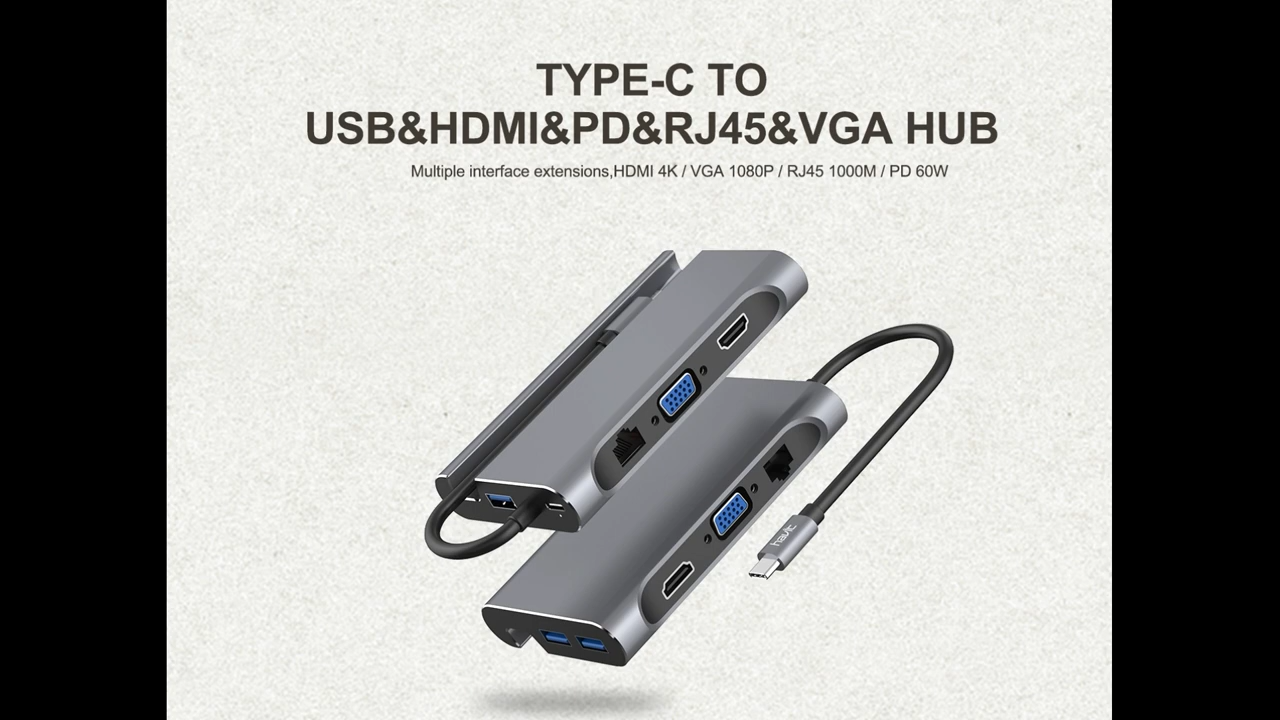 TYPE-C TO
USB&HDMI&PD&RJ45&VGA HUB
Multiple interface extensions,HDMI 4K / VGA 1080P / RJ45 1000M / PD 60W
havit